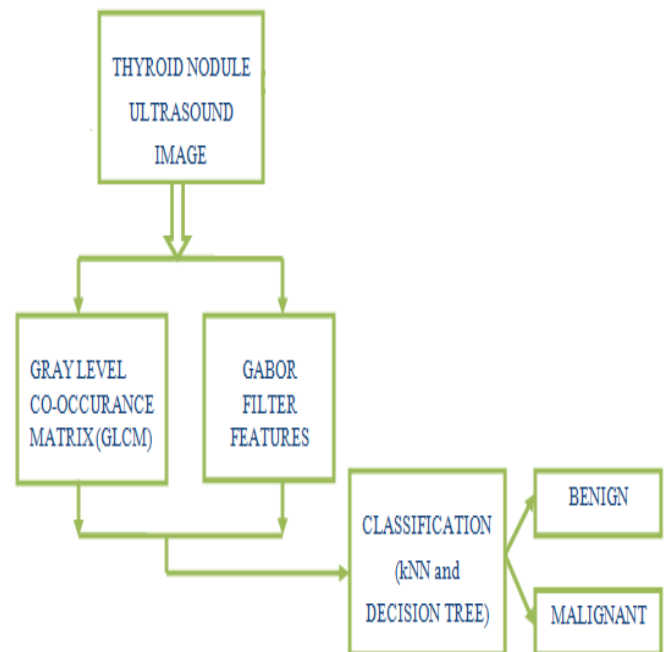 THYROID NODULE
ULTRASOUND
IMAGE
GRAY LEVEL
CO-OCCURANCE
MATRIX (GLCM)
GABOR
FILTER
FEATURES
CLASSIFICATION
(kNN and
DECISION TREE)
BENIGN
MALIGNANT